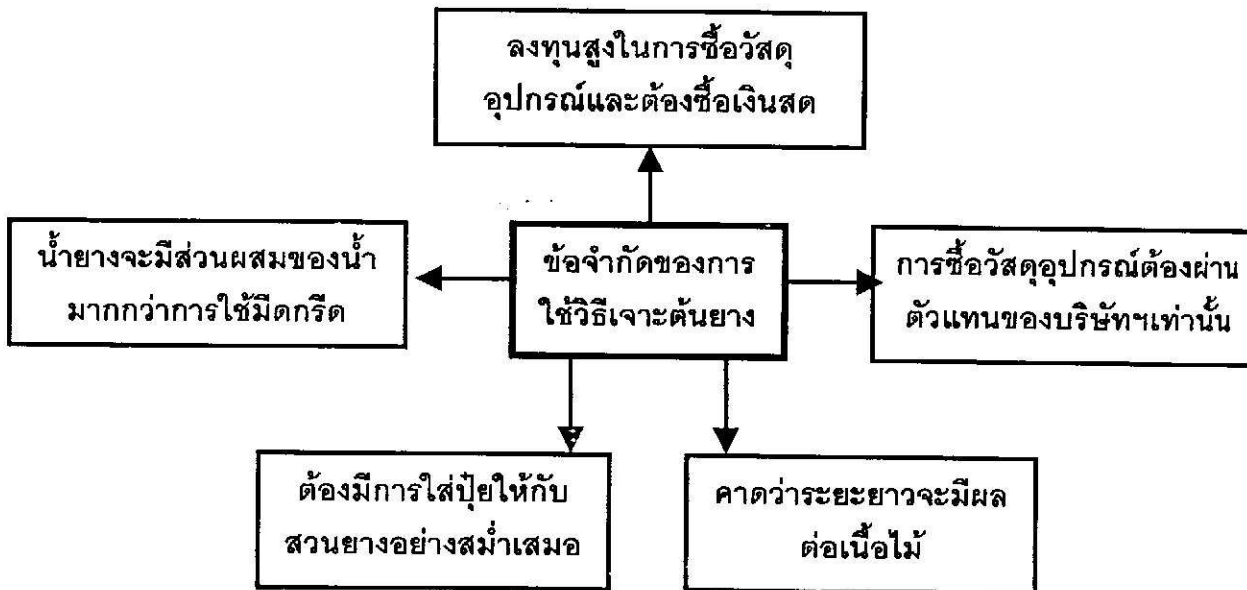 ลงทุนสูงในการซื้อวัสดุ
อุปกรณ์และต้องซื้อเงินสด
น้ำยางจะมีส่วนผสมของน้ำ
มากกว่าการใช้มีดกรีด
ข้อจำกัดของการ
ใช้วิธีเจาะต้นยาง
การซื้อวัสดุอุปกรณ์ต้องผ่าน
ตัวแทนของบริษัทฯเท่านั้น
ต้องมีการใส่ปุ๋ยให้กับ
สวนยางอย่างสม่ำเสมอ
คาดว่าระยะยาวจะมีผล
ต่อเนื้อไม้